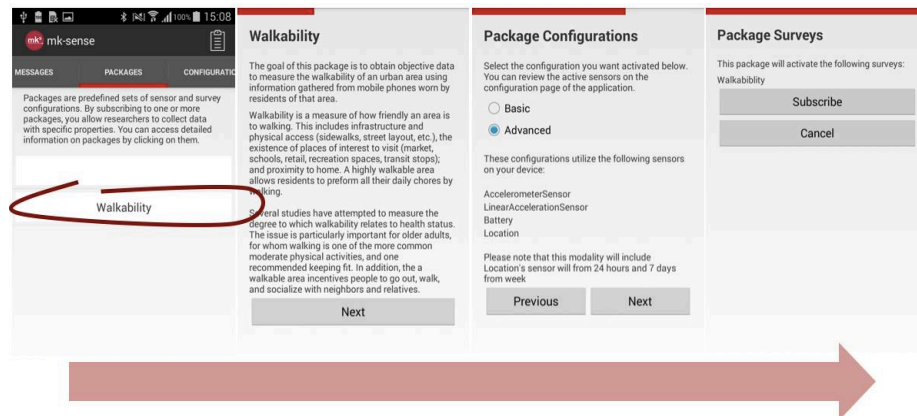 100% 15:08
mk-sense
MESSAGES PACKAGES CONFIGURATIO
Packages are predefined sets of sensor and survey
configurations. By subscribing to one or more
packages, you allow researchers to collect data
with specific properties. You can access detailed
information on packages by clicking on them.
Walkability
Walkability
The goal of this package is to obtain objective data
to measure the walkability of an urban area using
information gathered from mobile phones worn by
residents of that area.
Walkability is a measure of how friendly an area is
to walking. This includes infrastructure and
physical access (sidewalks, street layout, etc.), the
existence of places of interest to visit (market,
schools, retail, recreation spaces, transit stops);
and proximity to home. A highly walkable area
allows residents to preform all their daily chores by
walking.
Several studies have attempted to measure the
degree to which walkability relates to health status.
The issue is particularly important for older adults,
for whom walking is one of the more common
moderate physical activities, and one
recommended keeping fit. In addition, the a
walkable area incentives people to go out, walk,
and socialize with neighbors and relatives.
Next
Package Configurations
Select the configuration you want activated below.
You can review the active sensors on the
configuration page of the application.
Basic
Advanced
These configurations utilize the following sensors
on your device:
AccelerometerSensor
LinearAccelerationSensor
Battery
Location
Please note that this modality will include
Location's sensor will from 24 hours and 7 days
from week
Previous Next
Package Surveys
This package will activate the following surveys:
Walkabiblity
Subscribe
Cancel